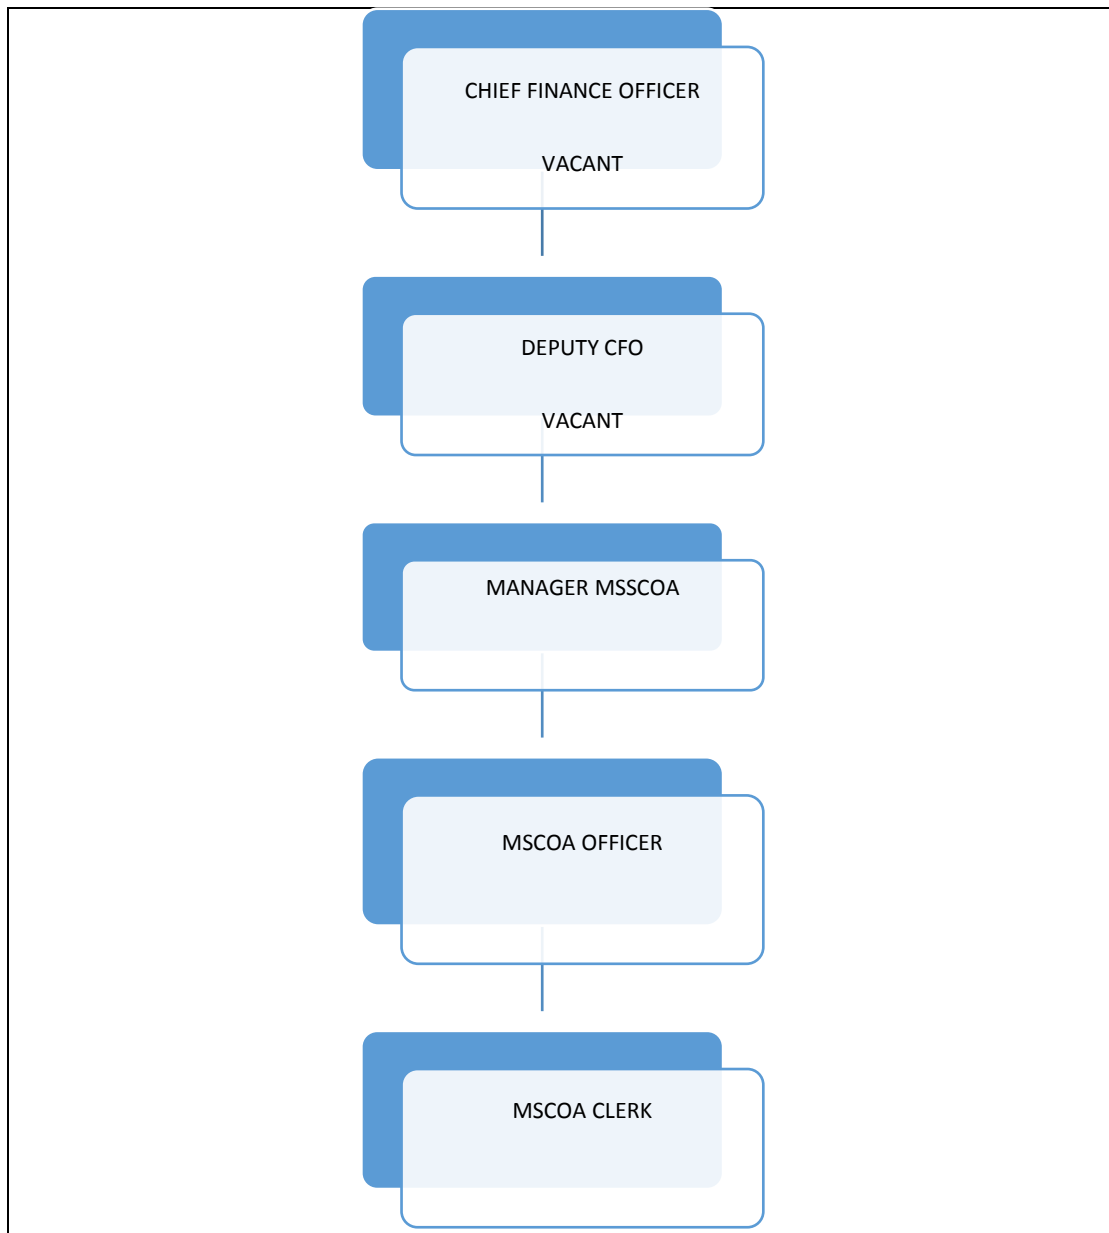 CHIEF FINANCE OFFICER
VACANT
DEPUTY CFO
VACANT
MANAGER MSSCOA
MSCOA OFFICER
MSCOA CLERK